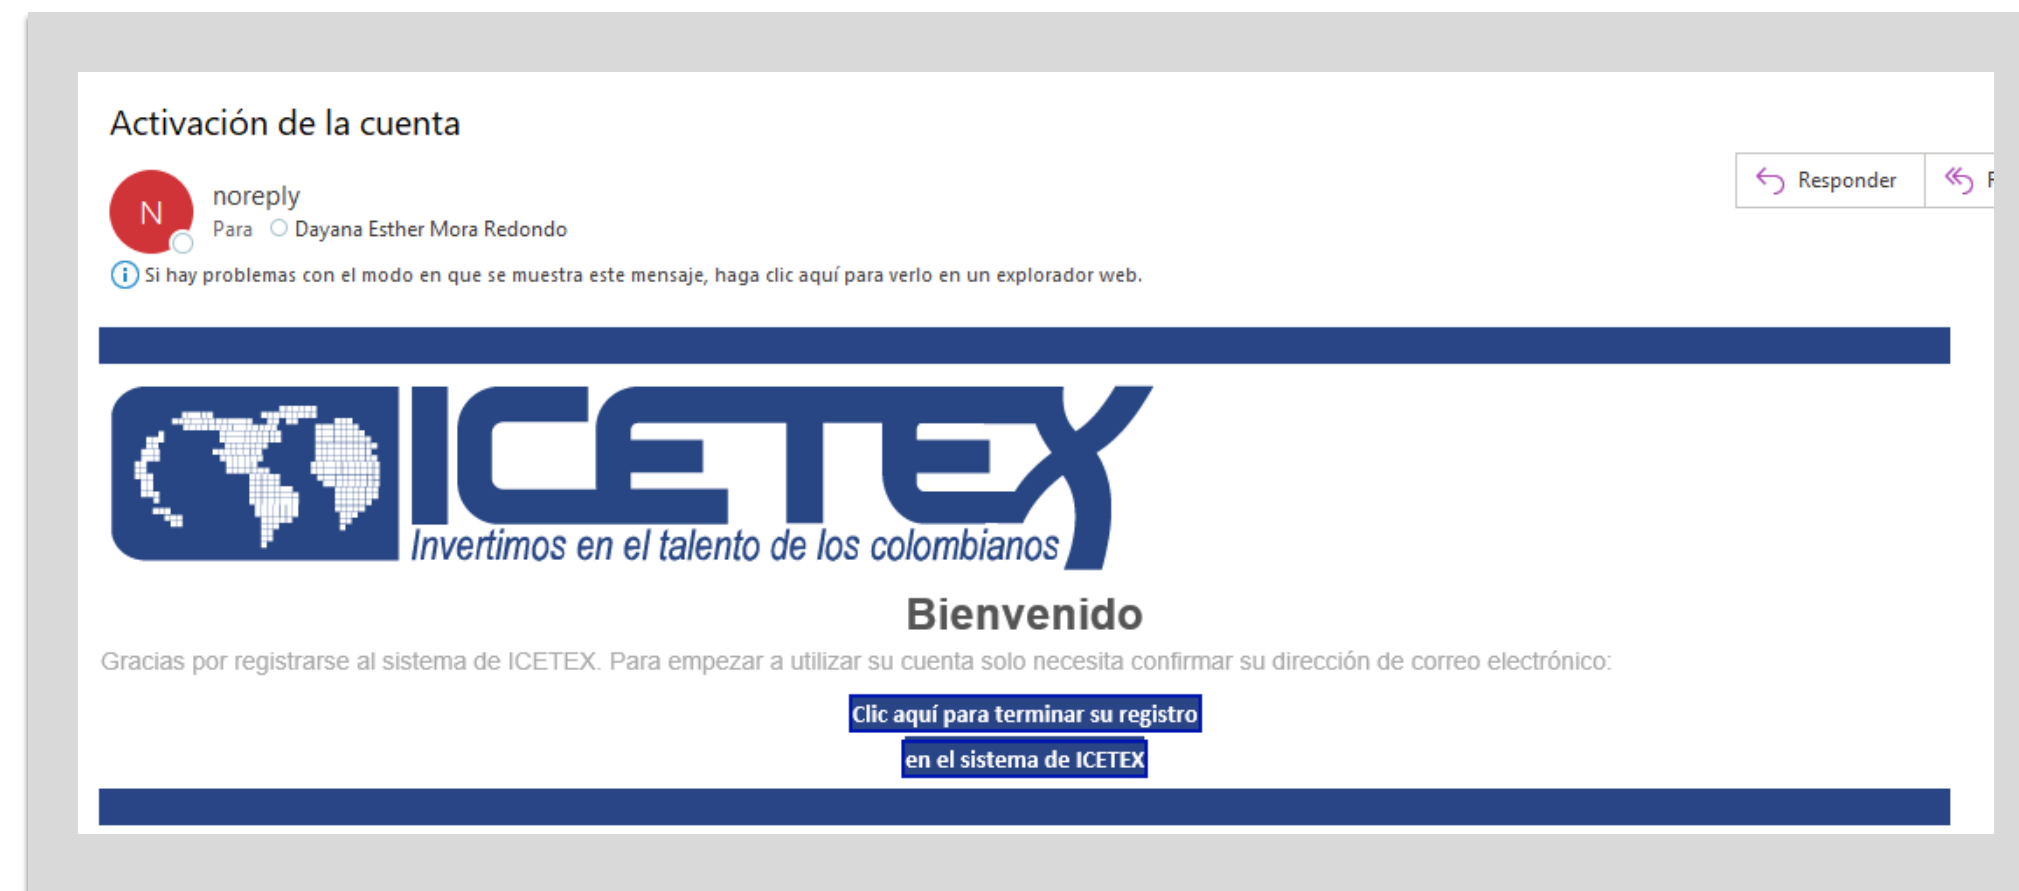 Activación de la cuenta
N
noreply
Para Dayana Esther Mora Redondo
Responder
Si hay problemas con el modo en que se muestra este mensaje, haga clic aquí para verlo en un explorador web.
ICETEX
Invertimos en el talento de los colombianos
Bienvenido
Gracias por registrarse al sistema de ICETEX. Para empezar a utilizar su cuenta solo necesita confirmar su dirección de correo electrónico:
Clic aquí para terminar su registro
en el sistema de ICETEX